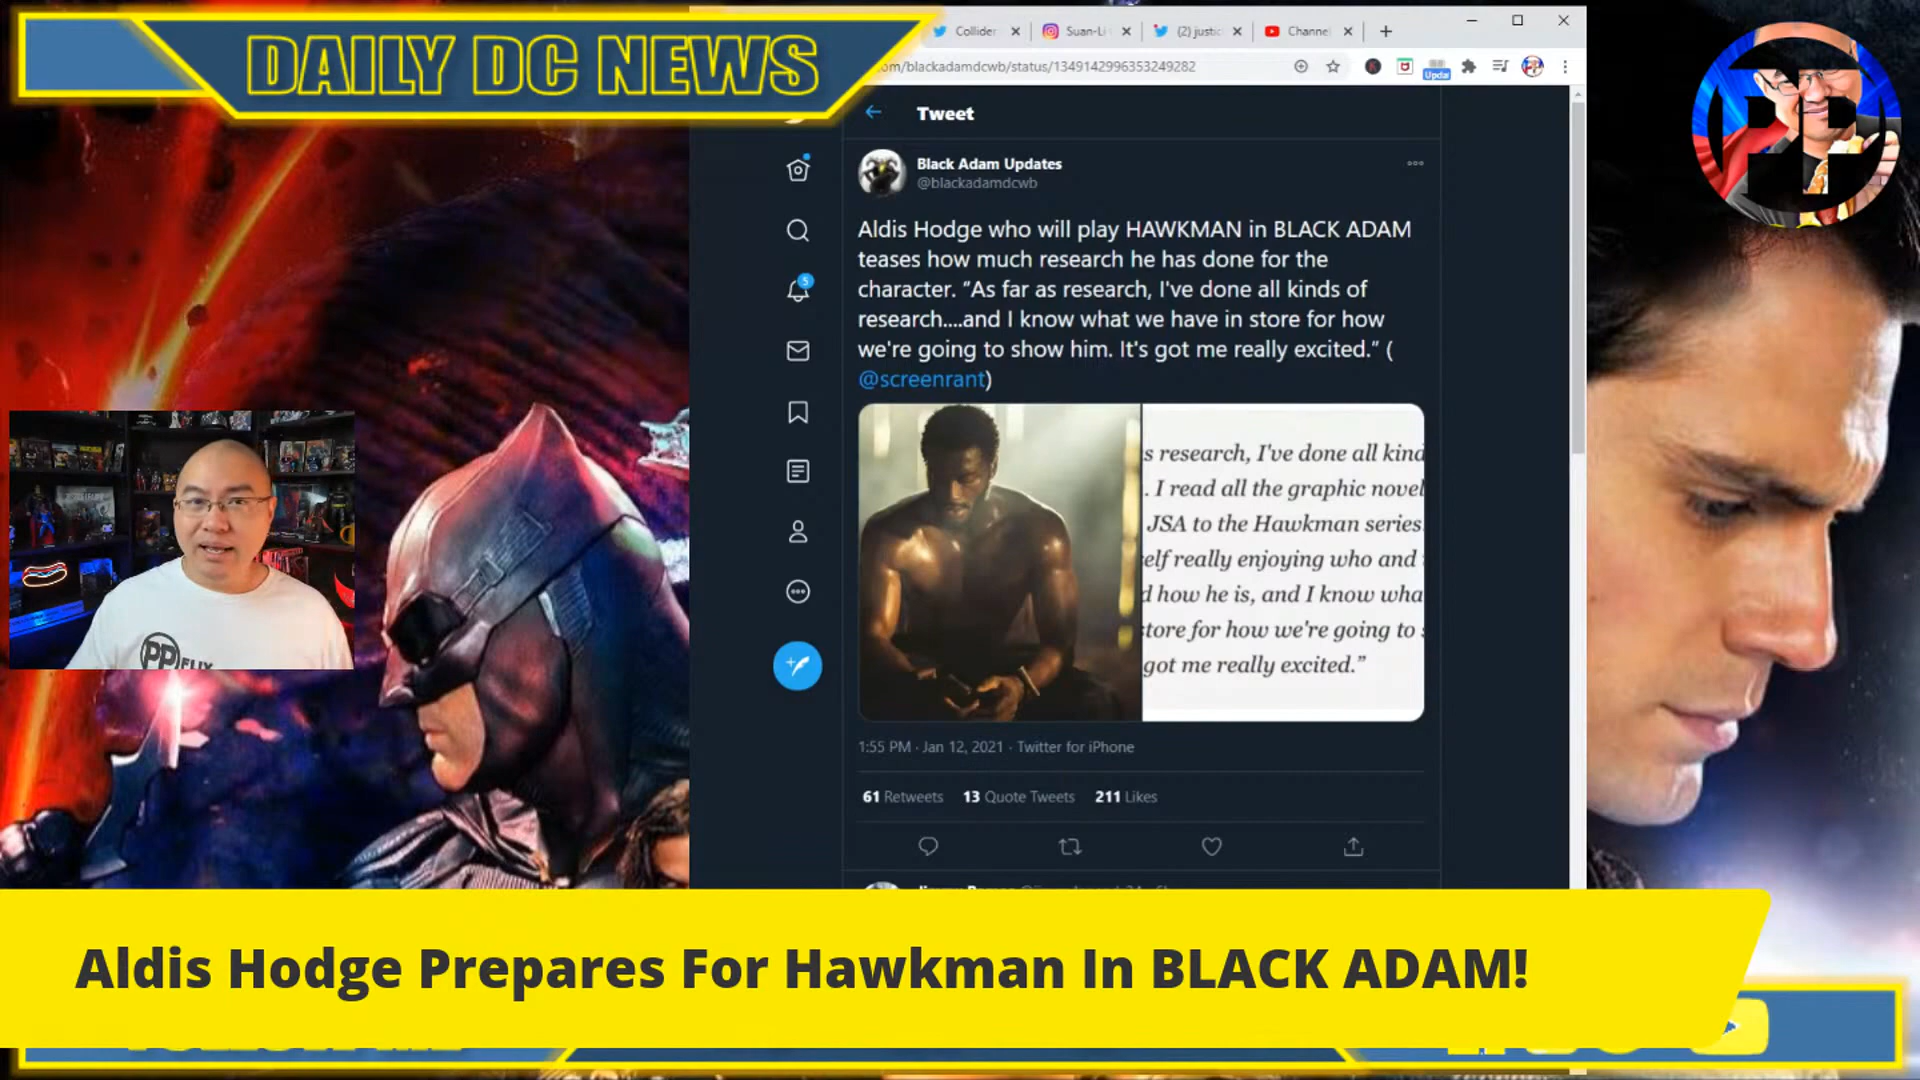 DAILY DC NEWS
Collider
Suan-Li
(2) justic
Channel
om/blackadamdcwb/status/1349142996353249282
Updat
Tweet
Black Adam Updates
@blackadamdcwb
Aldis Hodge who will play HAWKMAN in BLACK ADAM
teases how much research he has done for the
character. “As far as research, I've done all kinds of
research....and I know what we have in store for how
we're going to show him. It's got me really excited.” (
@screenrant)
5
s research, I've done all kind
. I read all the graphic novel
JSA to the Hawkman series.
elf really enjoying who and
d how he is, and I know wha
store for how we're going to s
got me really excited.”
1:55 PM · Jan 12, 2021 · Twitter for iPhone
61 Retweets 13 Quote Tweets 211 Likes
PP
PP FLIX
Aldis Hodge Prepares For Hawkman In BLACK ADAM!